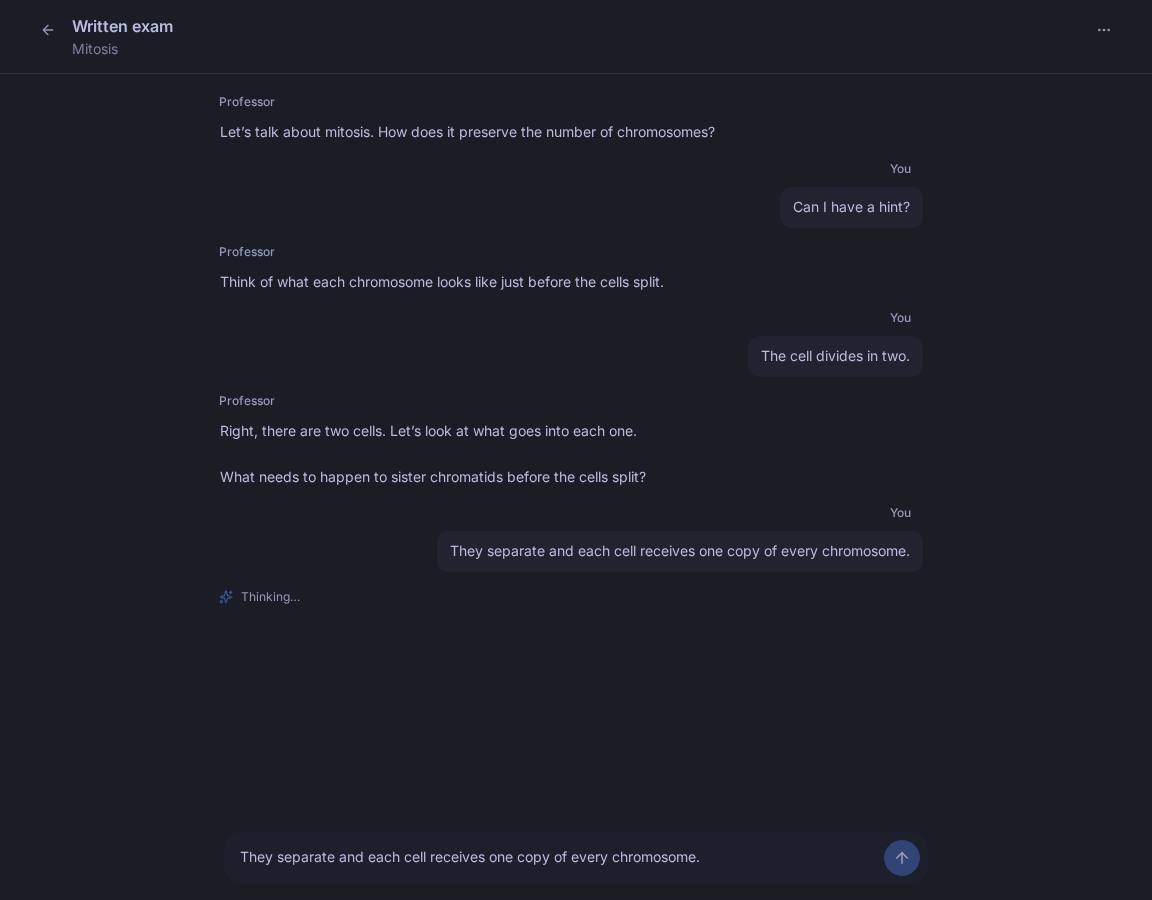 Written exam
Mitosis
Professor
Let’s talk about mitosis. How does it preserve the number of chromosomes?
You
Can I have a hint?
Professor
Think of what each chromosome looks like just before the cells split.
You
The cell divides in two.
Professor
Right, there are two cells. Let’s look at what goes into each one.
What needs to happen to sister chromatids before the cells split?
You
They separate and each cell receives one copy of every chromosome.
Thinking...
They separate and each cell receives one copy of every chromosome.